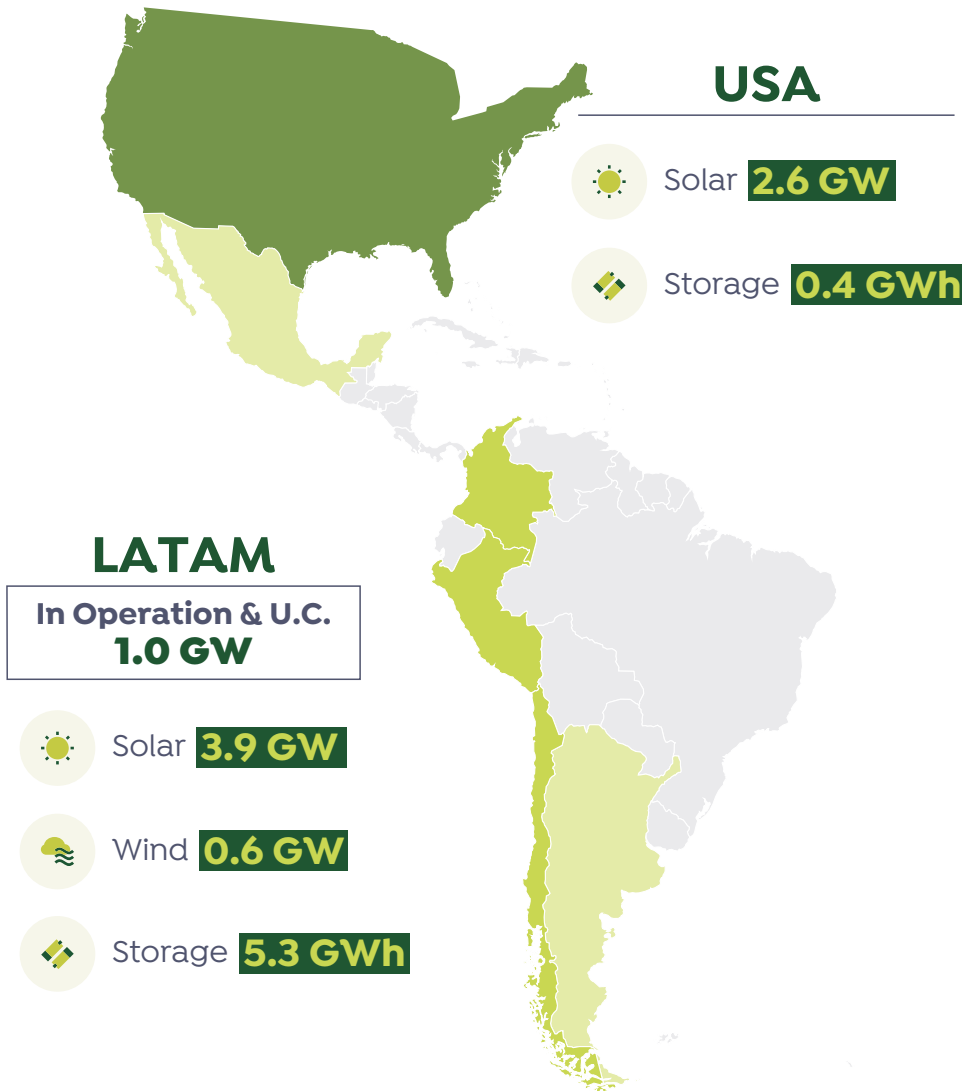 USA
Solar 2.6 GW
Storage 0.4 GWh
LATAM
In Operation & U.C.
1.0 GW
Solar 3.9 GW
Wind 0.6 GW
Storage 5.3 GWh